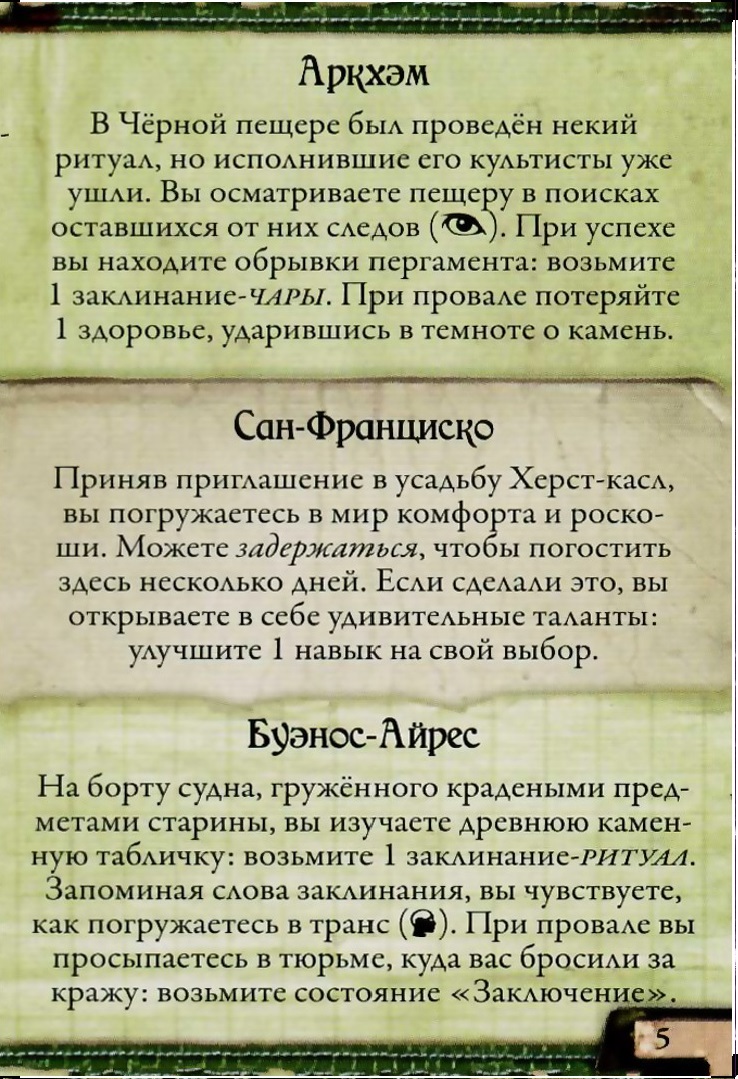 Аркхэм
В Чёрной пещере был проведён некий
ритуал, но исполнившие его культисты уже
ушли. Вы осматриваете пещеру в поисках
оставшихся от них следов (). При успехе
вы находите обрывки пергамента: возьмите
1 заклинание-ЧАРЫ. При провале потеряйте
1 здоровье, ударившись в темноте о камень.
Сан-Франциско
Приняв приглашение в усадьбу Херст-касл,
вы погружаетесь в мир комфорта и роско-
ши. Можете задержаться, чтобы погостить
здесь несколько дней. Если сделали это, вы
открываете в себе удивительные таланты:
улучшите 1 навык на свой выбор.
Буэнос-Айрес
На борту судна, гружённого крадеными пред-
метами старины, вы изучаете древнюю камен-
ную табличку: возьмите 1 заклинание-РИТУАЛ.
Запоминая слова заклинания, вы чувствуете,
как погружаетесь в транс (). При провале вы
просыпаетесь в тюрьме, куда вас бросили за
кражу: возьмите состояние «Заключение».
5